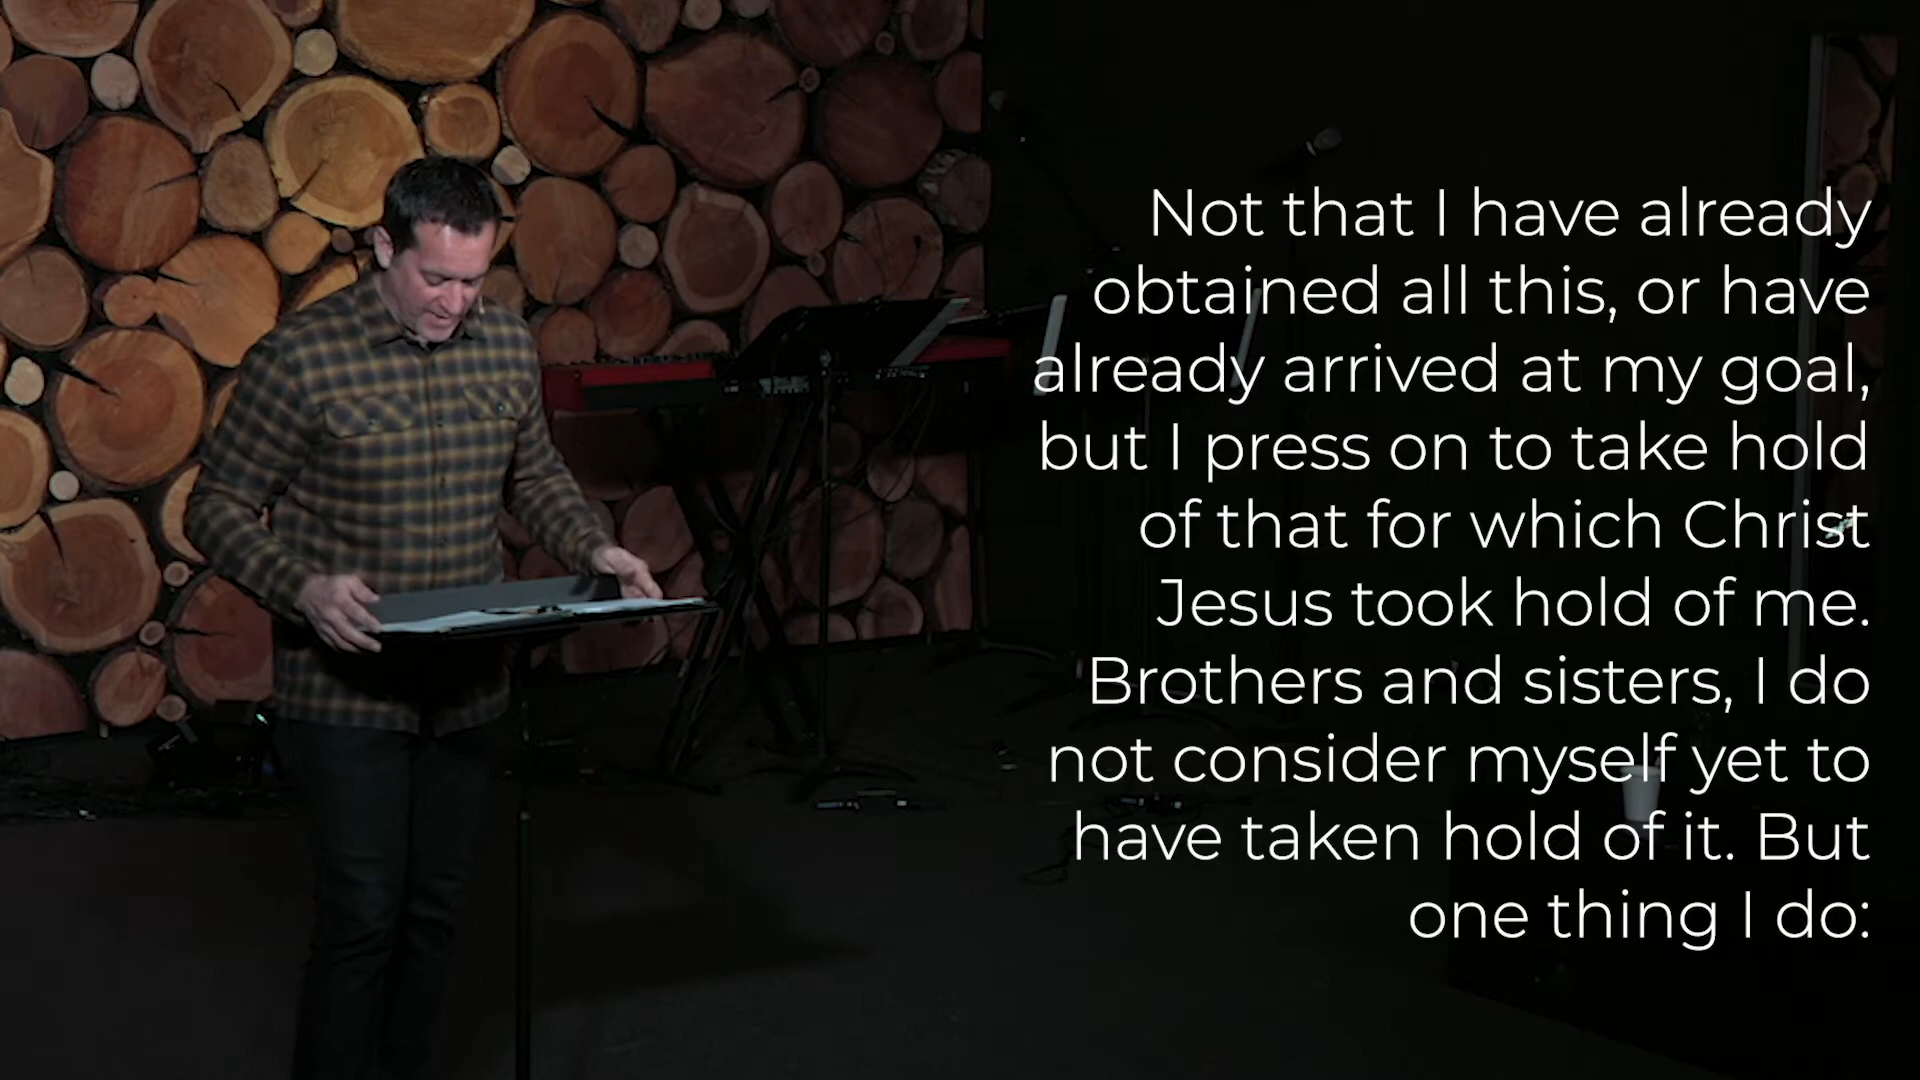 Not that I have already
obtained all this, or have
already arrived at my goal,
but I press on to take hold
of that for which Christ
Jesus took hold of me.
Brothers and sisters, I do
not consider myself yet to
have taken hold of it. But
one thing I do: